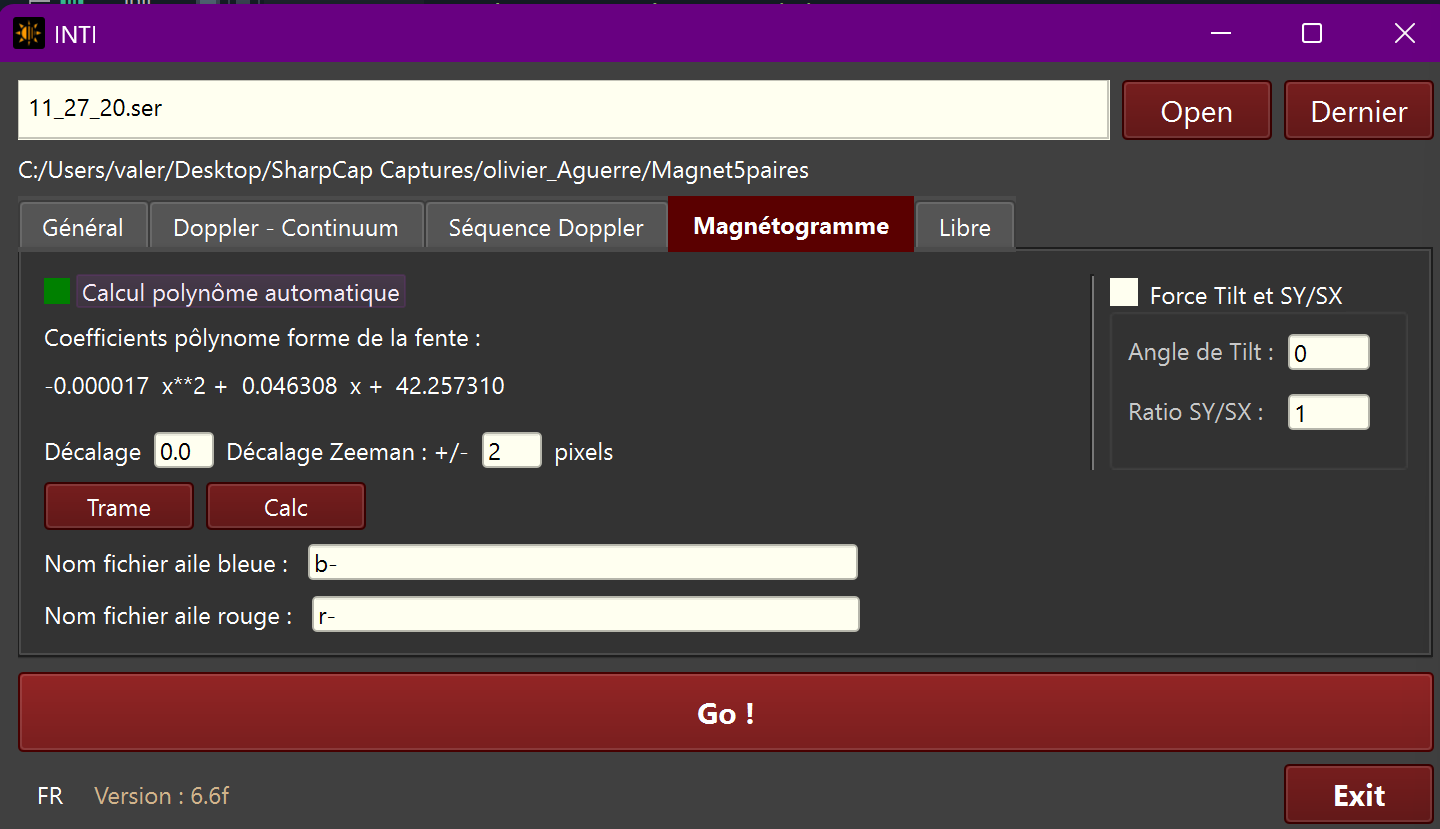 INTI
11_27_20.ser Open Dernier
C:/Users/valer/Desktop/SharpCap Captures/olivier_Aguerre/Magnet5paires
Général Doppler - Continuum Séquence Doppler Magnétogramme Libre
Calcul polynôme automatique
Coefficients pôlynome forme de la fente :
-0.000017 x**2 + 0.046308 x + 42.257310
Décalage 0.0 Décalage Zeeman : +/- 2 pixels
Trame Calc
Nom fichier aile bleue : b-
Nom fichier aile rouge : r-
Force Tilt et SY/SX
Angle de Tilt : 0
Ratio SY/SX : 1
Go !
FR Version : 6.6f Exit